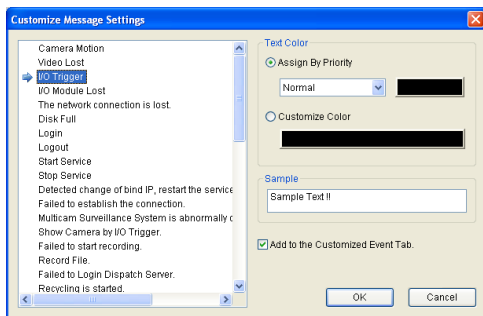 Customize Message Settings
Camera Motion
Video Lost
I/O Trigger
I/O Module Lost
The network connection is lost.
Disk Full
Login
Logout
Start Service
Stop Service
Detected change of bind IP, restart the service
Failed to establish the connection.
Multicam Surveillance System is abnormally
Show Camera by I/O Trigger.
Failed to start recording.
Record File.
Failed to Login Dispatch Server.
Recycling is started.
Text Color
Assign By Priority
Normal
Customize Color
Sample
Sample Text !!
Add to the Customized Event Tab.
OK
Cancel